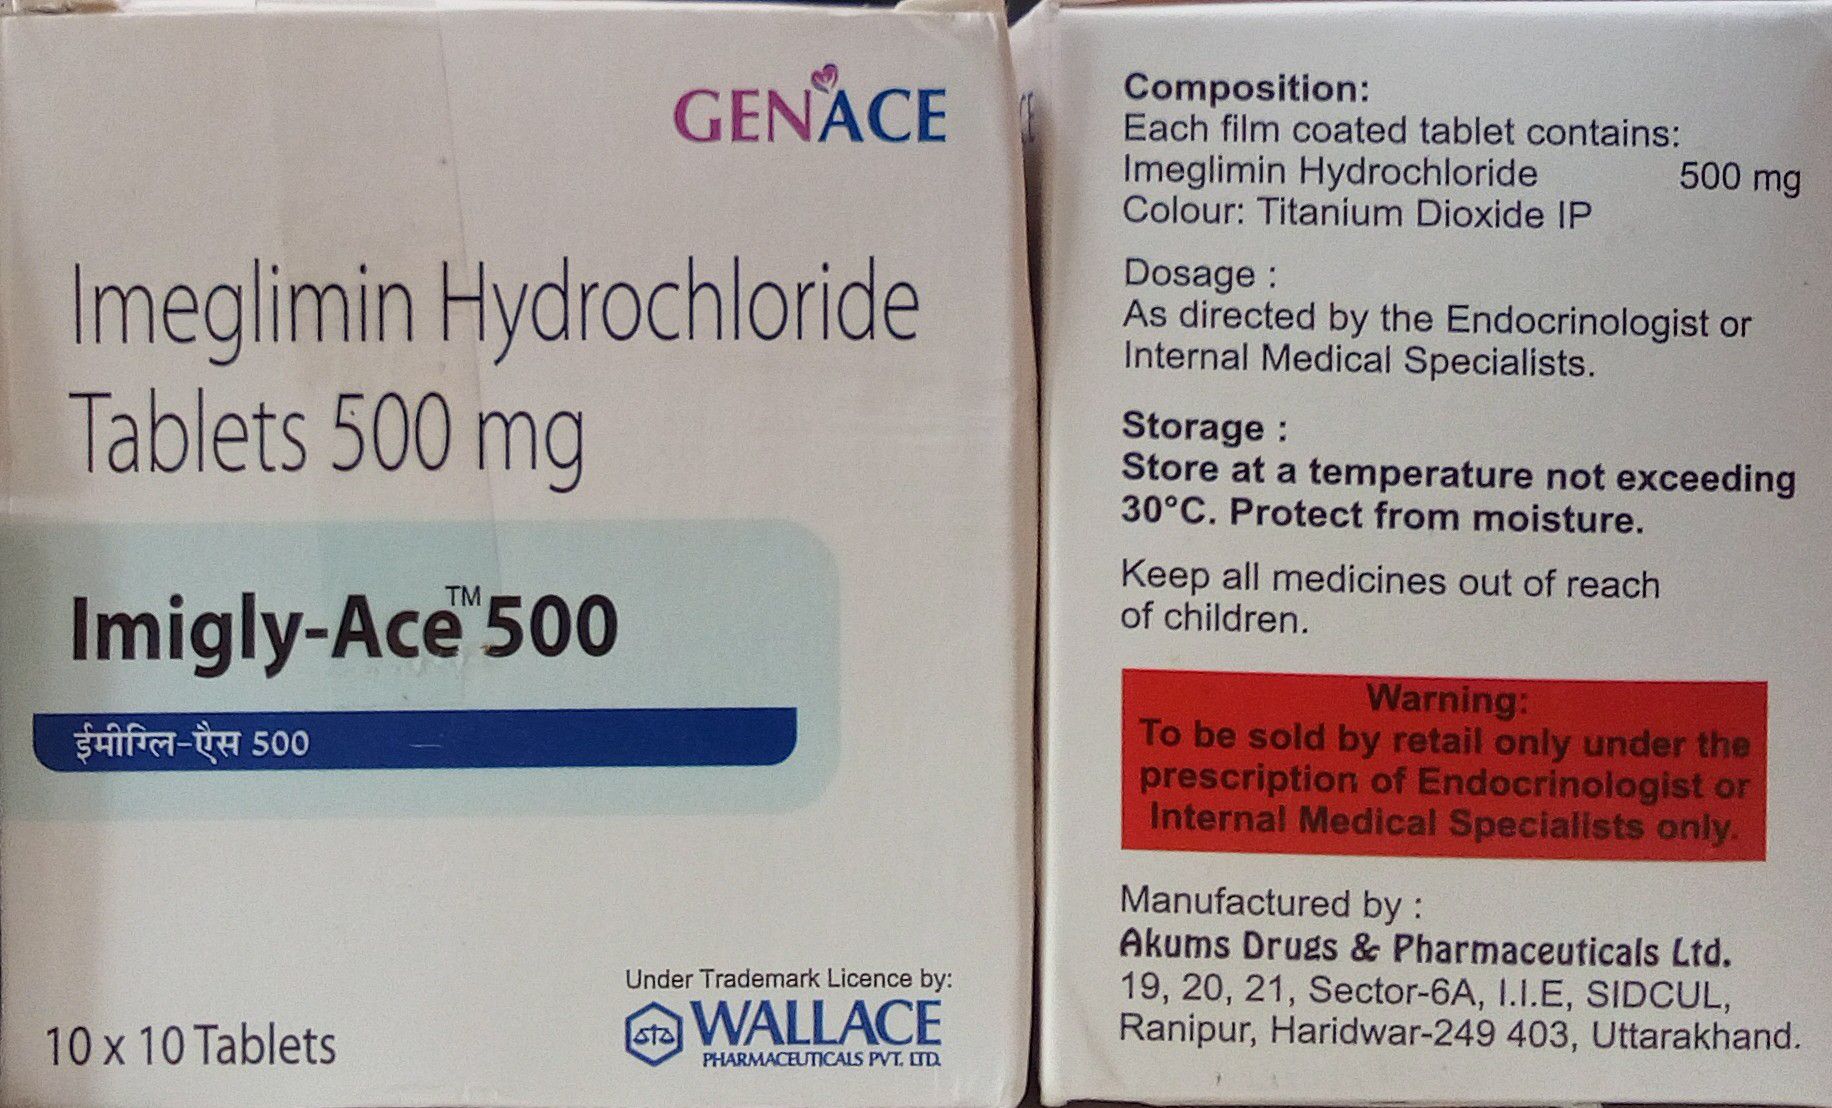 GENACE
Imeglimin Hydrochloride
Tablets 500 mg
Imigly-Ace™ 500
ईमीग्लि-एैस 500
10 x 10 Tablets
Under Trademark Licence by:
WALLACE
PHARMACEUTICALS PVT. LTD.
Composition:
Each film coated tablet contains:
Imeglimin Hydrochloride 500 mg
Colour: Titanium Dioxide IP
Dosage :
As directed by the Endocrinologist or
Internal Medical Specialists.
Storage :
Store at a temperature not exceeding
30°C. Protect from moisture.
Keep all medicines out of reach
of children.
Warning:
To be sold by retail only under the
prescription of Endocrinologist or
Internal Medical Specialists only.
Manufactured by :
Akums Drugs & Pharmaceuticals Ltd.
19, 20, 21, Sector-6A, I.I.E, SIDCUL,
Ranipur, Haridwar-249 403, Uttarakhand.